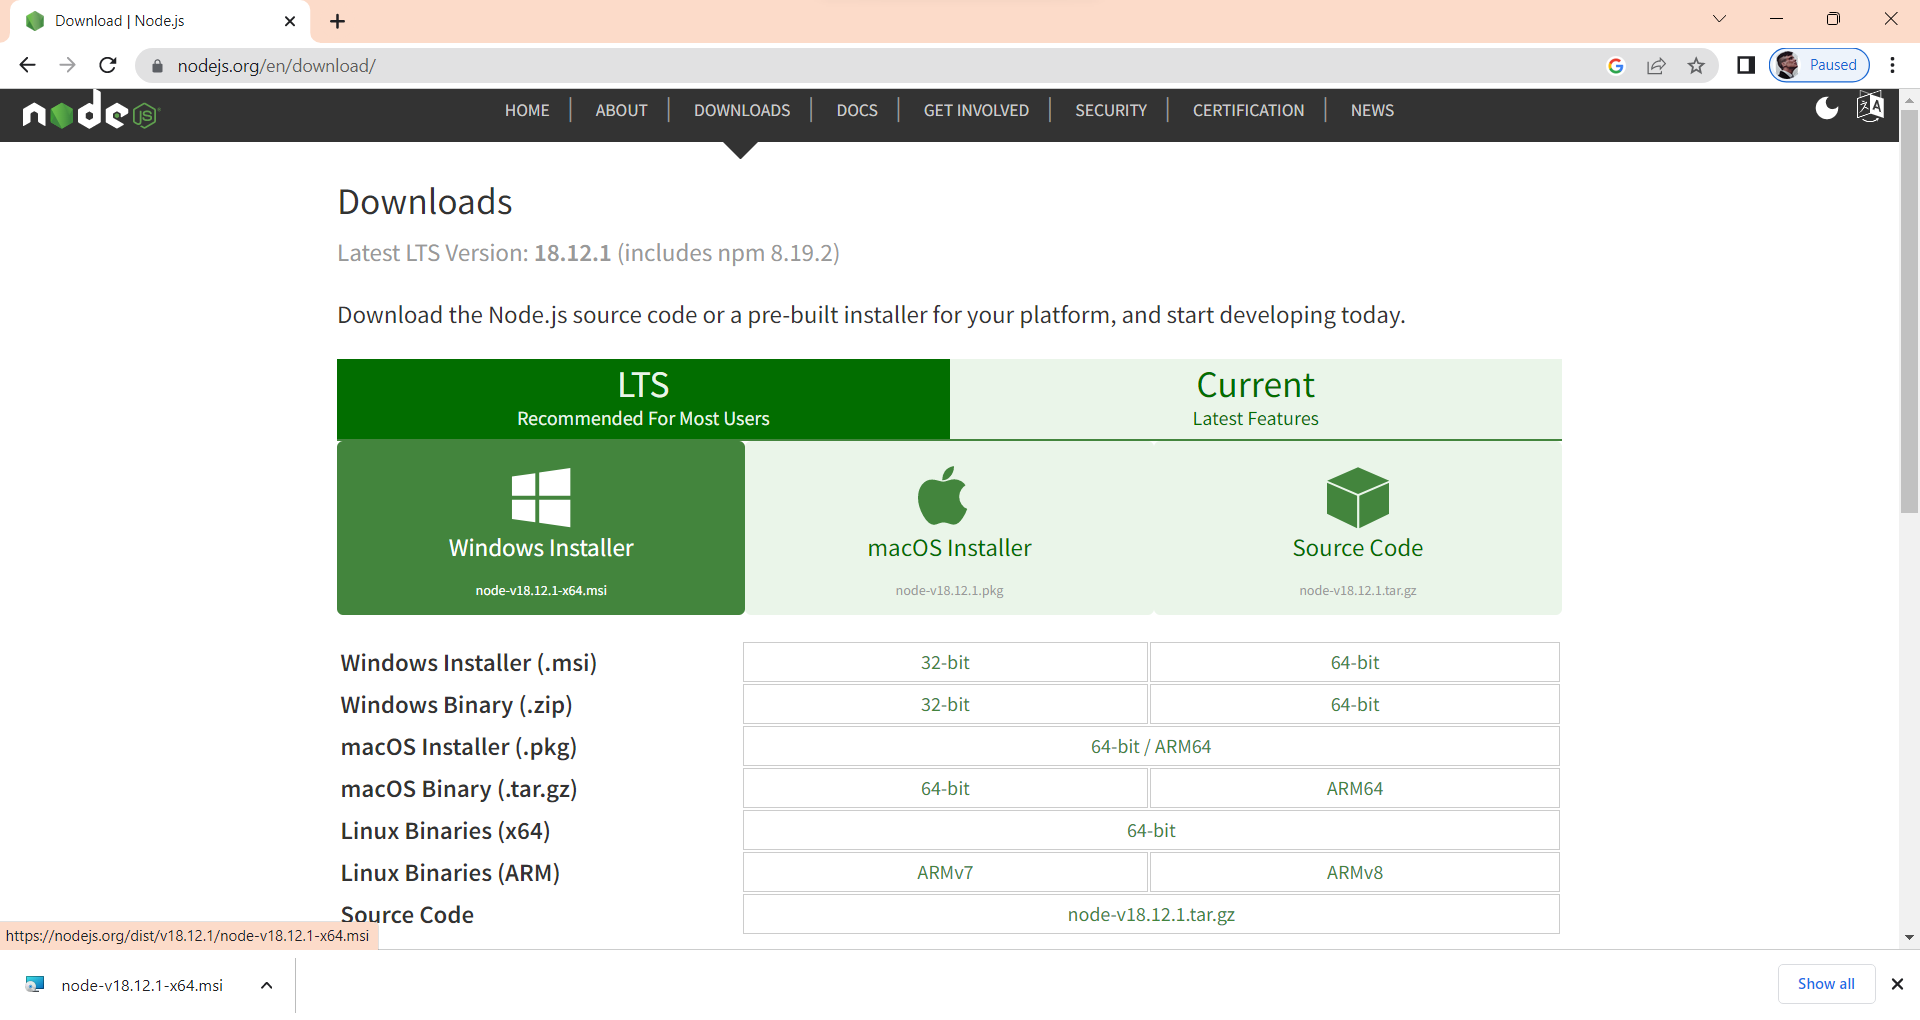 Download | Node.js
nodejs.org/en/download/
Paused
node JS
HOME ABOUT DOWNLOADS DOCS GET INVOLVED SECURITY CERTIFICATION NEWS
Downloads
Latest LTS Version: 18.12.1 (includes npm 8.19.2)
Download the Node.js source code or a pre-built installer for your platform, and start developing today.
LTS
Recommended For Most Users
Current
Latest Features
Windows Installer
node-v18.12.1-x64.msi
macOS Installer
node-v18.12.1.pkg
Source Code
node-v18.12.1.tar.gz
Windows Installer (.msi) 32-bit 64-bit
Windows Binary (.zip) 32-bit 64-bit
macOS Installer (.pkg) 64-bit / ARM64
macOS Binary (.tar.gz) 64-bit ARM64
Linux Binaries (x64) 64-bit
Linux Binaries (ARM) ARMv7 ARMv8
Source Code node-v18.12.1.tar.gz
https://nodejs.org/dist/v18.12.1/node-v18.12.1-x64.msi
node-v18.12.1-x64.msi
Show all